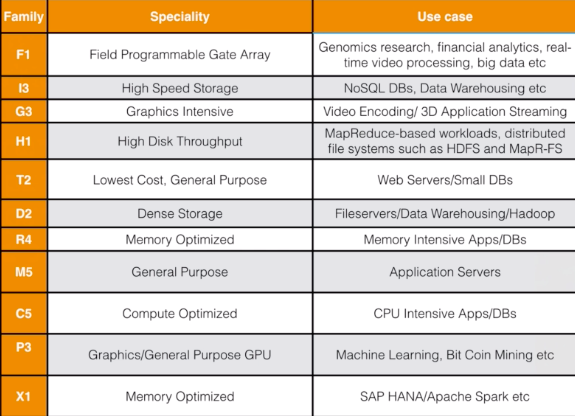 Family Speciality Use case
F1 Field Programmable Gate Array Genomics research, financial analytics, real-
time video processing, big data etc
I3 High Speed Storage NoSQL DBs, Data Warehousing etc
G3 Graphics Intensive Video Encoding/ 3D Application Streaming
H1 High Disk Throughput MapReduce-based workloads, distributed
file systems such as HDFS and MapR-FS
T2 Lowest Cost, General Purpose Web Servers/Small DBs
D2 Dense Storage Fileservers/Data Warehousing/Hadoop
R4 Memory Optimized Memory Intensive Apps/DBs
M5 General Purpose Application Servers
C5 Compute Optimized CPU Intensive Apps/DBs
P3 Graphics/General Purpose GPU Machine Learning, Bit Coin Mining etc
X1 Memory Optimized SAP HANA/Apache Spark etc